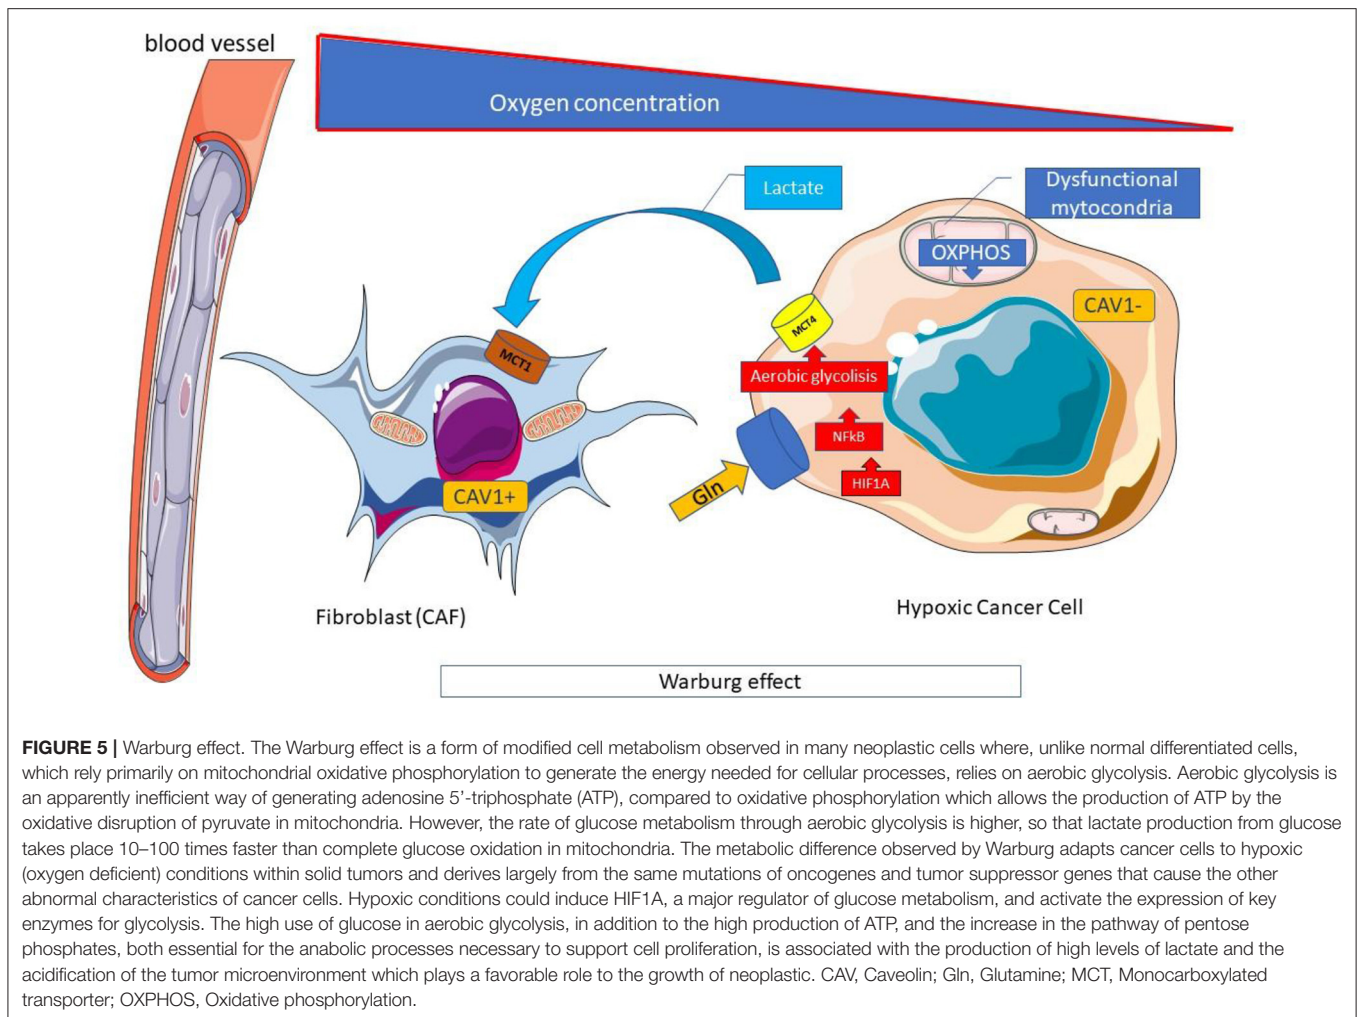 blood vessel
Oxygen concentration
Lactate
Dysfunctional
mytocondria
OXPHOS
CAV1-
MCT4
MCT1
Aerobic glycolisis
NFkB
HIF1A
Gln
CAV1+
Fibroblast (CAF)
Hypoxic Cancer Cell
Warburg effect
FIGURE 5 | Warburg effect. The Warburg effect is a form of modified cell metabolism observed in many neoplastic cells where, unlike normal differentiated cells,
which rely primarily on mitochondrial oxidative phosphorylation to generate the energy needed for cellular processes, relies on aerobic glycolysis. Aerobic glycolysis is
an apparently inefficient way of generating adenosine 5'-triphosphate (ATP), compared to oxidative phosphorylation which allows the production of ATP by the
oxidative disruption of pyruvate in mitochondria. However, the rate of glucose metabolism through aerobic glycolysis is higher, so that lactate production from glucose
takes place 10–100 times faster than complete glucose oxidation in mitochondria. The metabolic difference observed by Warburg adapts cancer cells to hypoxic
(oxygen deficient) conditions within solid tumors and derives largely from the same mutations of oncogenes and tumor suppressor genes that cause the other
abnormal characteristics of cancer cells. Hypoxic conditions could induce HIF1A, a major regulator of glucose metabolism, and activate the expression of key
enzymes for glycolysis. The high use of glucose in aerobic glycolysis, in addition to the high production of ATP, and the increase in the pathway of pentose
phosphates, both essential for the anabolic processes necessary to support cell proliferation, is associated with the production of high levels of lactate and the
acidification of the tumor microenvironment which plays a favorable role to the growth of neoplastic. CAV, Caveolin; Gln, Glutamine; MCT, Monocarboxylated
transporter; OXPHOS, Oxidative phosphorylation.